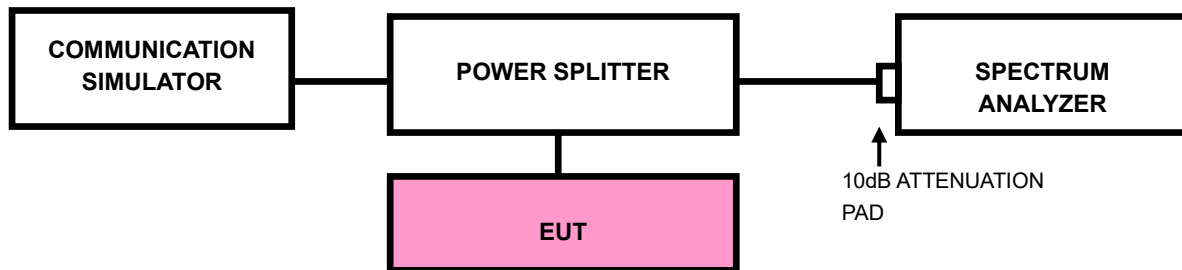 COMMUNICATION
SIMULATOR
POWER SPLITTER
SPECTRUM
ANALYZER
10dB ATTENUATION
PAD
EUT